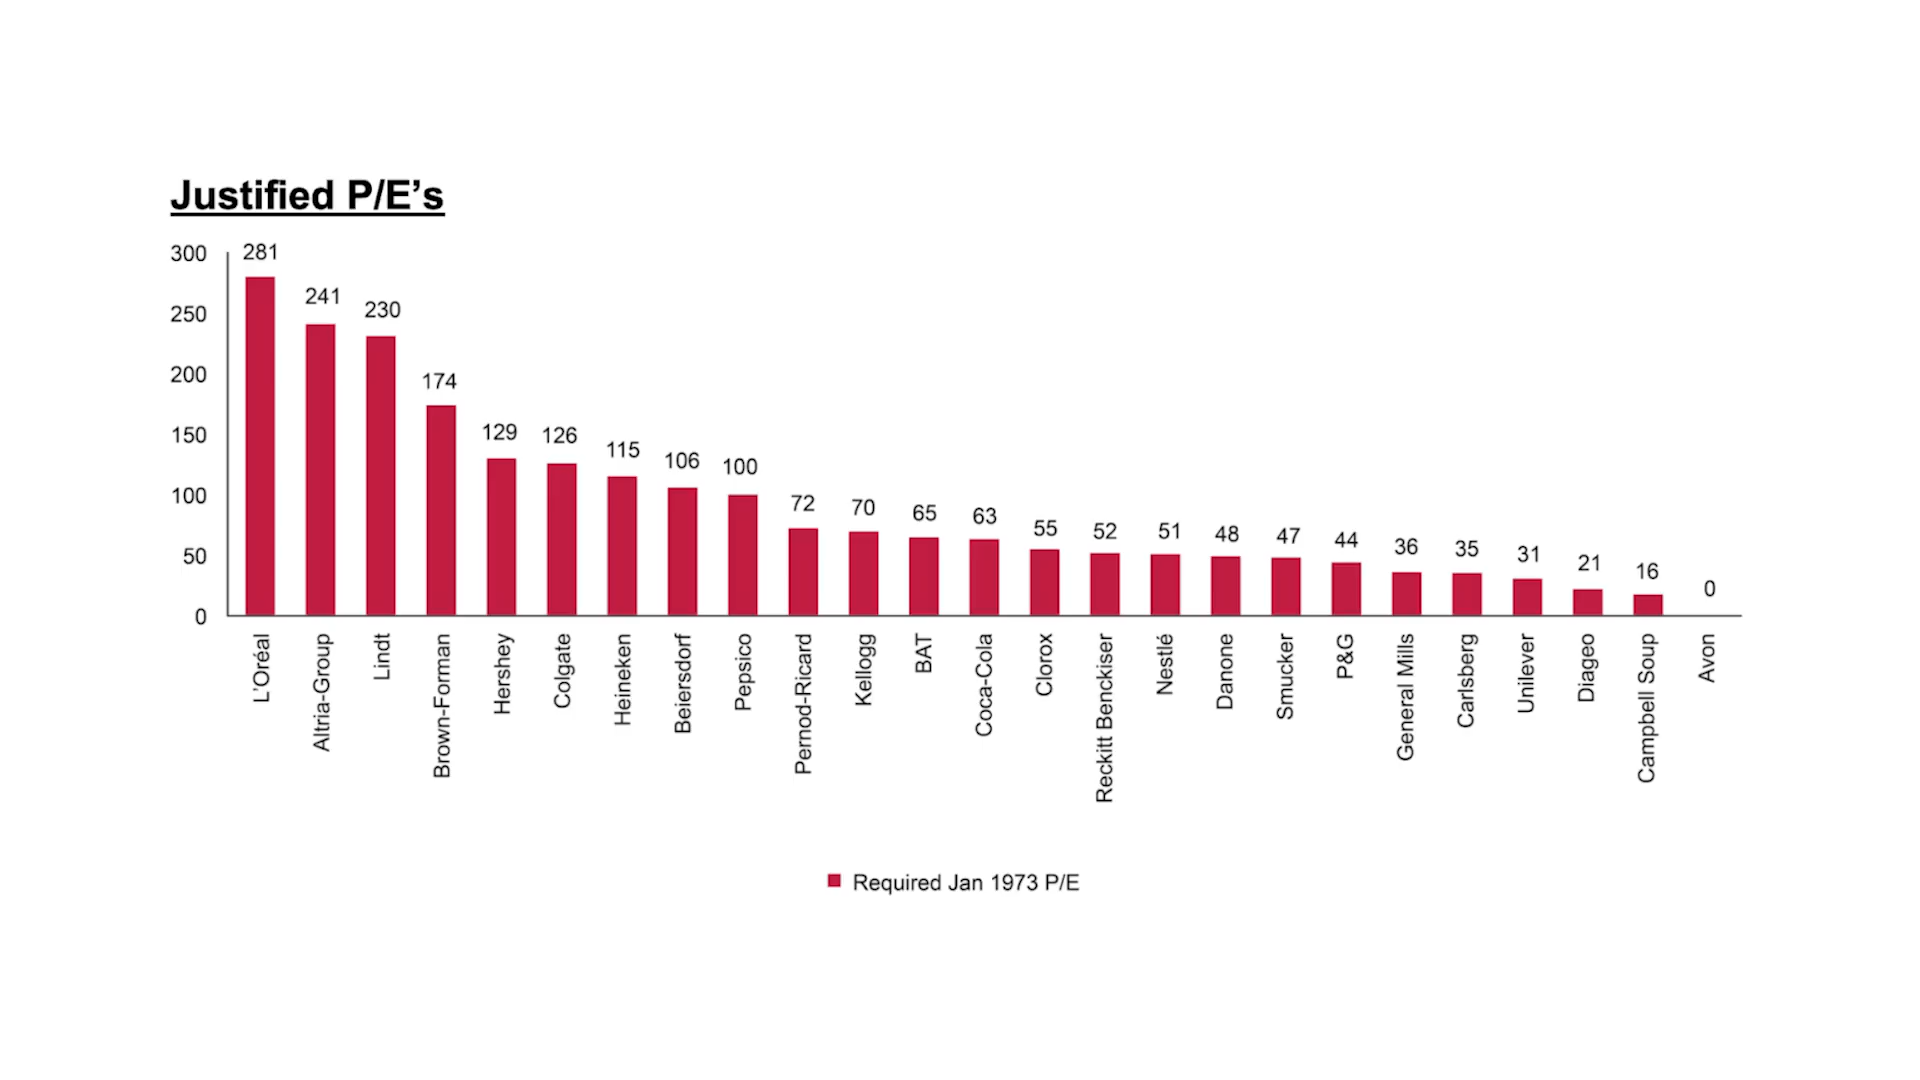 Justified P/E’s
300
250
200
150
100
50
0
281
241
230
174
129
126
115
106
100
72
70
65
63
55
52
51
48
47
44
36
35
31
21
16
0
L'Oréal
Altria-Group
Lindt
Brown-Forman
Hershey
Colgate
Heineken
Beiersdorf
Pepsico
Pernod-Ricard
Kellogg
BAT
Coca-Cola
Clorox
Reckitt Benckiser
Nestlé
Danone
Smucker
P&G
General Mills
Carlsberg
Unilever
Diageo
Campbell Soup
Avon
Required Jan 1973 P/E